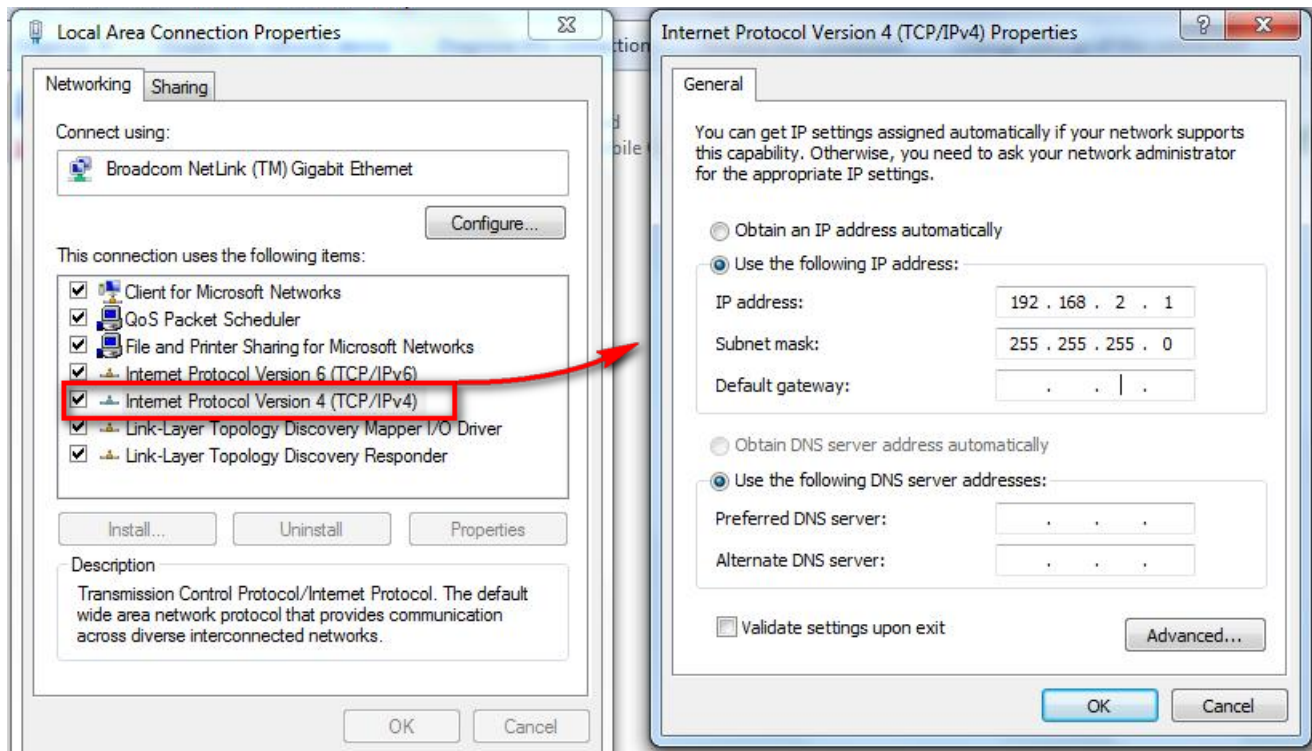 Local Area Connection Properties
Networking
Sharing
Connect using:
Broadcom NetLink (TM) Gigabit Ethernet
Configure...
This connection uses the following items:
Client for Microsoft Networks
QoS Packet Scheduler
File and Printer Sharing for Microsoft Networks
Internet Protocol Version 6 (TCP/IPv6)
Internet Protocol Version 4 (TCP/IPv4)
Link-Layer Topology Discovery Mapper I/O Driver
Link-Layer Topology Discovery Responder
Install...
Uninstall
Properties
Description
Transmission Control Protocol/Internet Protocol. The default
wide area network protocol that provides communication
across diverse interconnected networks.
OK
Cancel
Internet Protocol Version 4 (TCP/IPv4) Properties
General
You can get IP settings assigned automatically if your network supports
this capability. Otherwise, you need to ask your network administrator
for the appropriate IP settings.
Obtain an IP address automatically
Use the following IP address:
IP address: 192 . 168 . 2 . 1
Subnet mask: 255 . 255 . 255 . 0
Default gateway: . . .
Obtain DNS server address automatically
Use the following DNS server addresses:
Preferred DNS server: . . .
Alternate DNS server: . . .
Validate settings upon exit
Advanced...
OK
Cancel